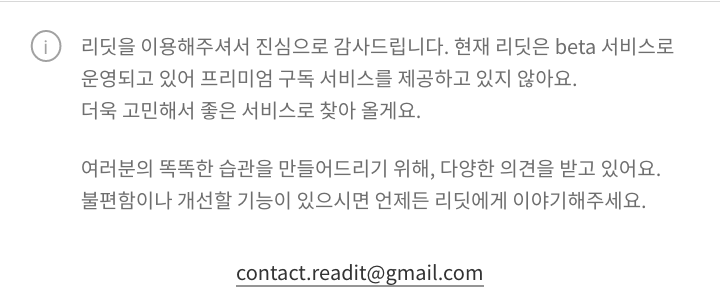 리딧을 이용해주셔서 진심으로 감사드립니다. 현재 리딧은 beta 서비스로
운영되고 있어 프리미엄 구독 서비스를 제공하고 있지 않아요.
더욱 고민해서 좋은 서비스로 찾아 올게요.
여러분의 똑똑한 습관을 만들어드리기 위해, 다양한 의견을 받고 있어요.
불편함이나 개선할 기능이 있으시면 언제든 리딧에게 이야기해주세요.
contact.readit@gmail.com